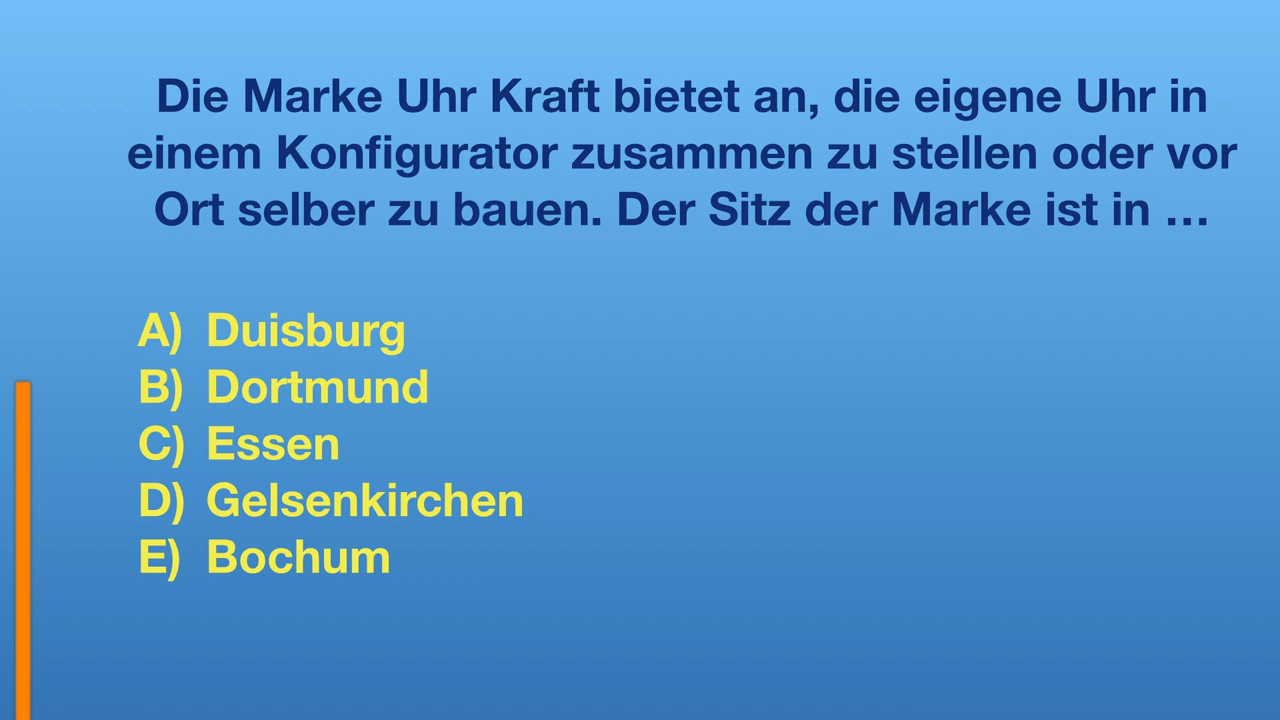 Die Marke Uhr Kraft bietet an, die eigene Uhr in
einem Konfigurator zusammen zu stellen oder vor
Ort selber zu bauen. Der Sitz der Marke ist in …
A) Duisburg
B) Dortmund
C) Essen
D) Gelsenkirchen
E) Bochum